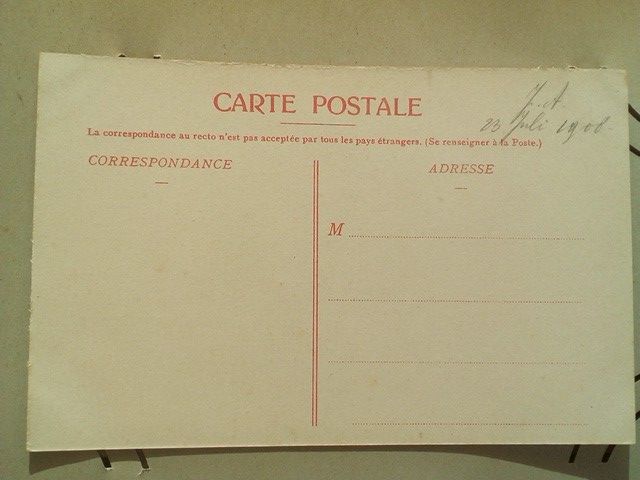 CARTE POSTALE
J. A.
23 Juli 1908.
La correspondance au recto n'est pas acceptée par tous les pays étrangers. (Se renseigner à la Poste.)
CORRESPONDANCE
ADRESSE
M